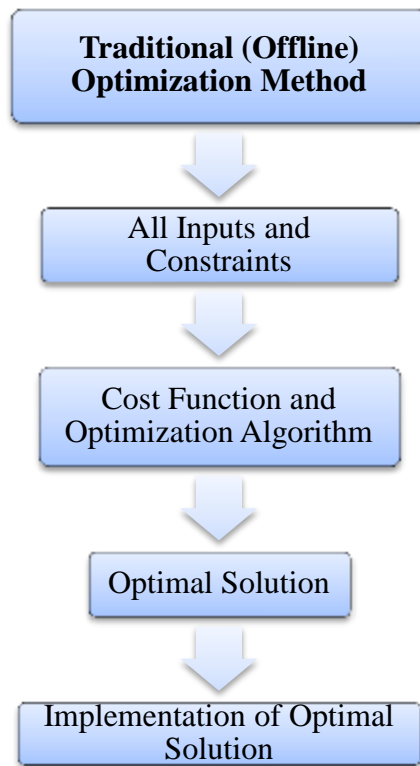 Traditional (Offline)
Optimization Method
All Inputs and
Constraints
Cost Function and
Optimization Algorithm
Optimal Solution
Implementation of Optimal
Solution